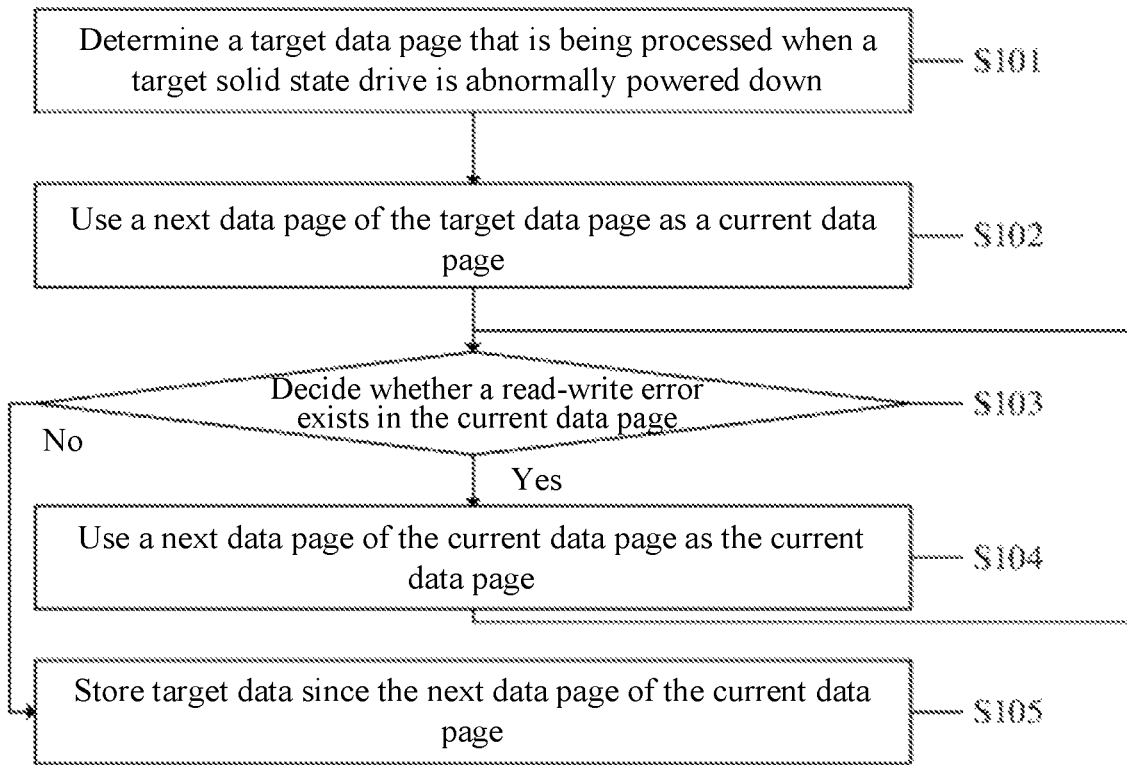 Determine a target data page that is being processed when a
target solid state drive is abnormally powered down
S101
Use a next data page of the target data page as a current data
page
S102
Decide whether a read-write error
exists in the current data page
S103
No
Yes
Use a next data page of the current data page as the current
data page
S104
Store target data since the next data page of the current data
page
S105